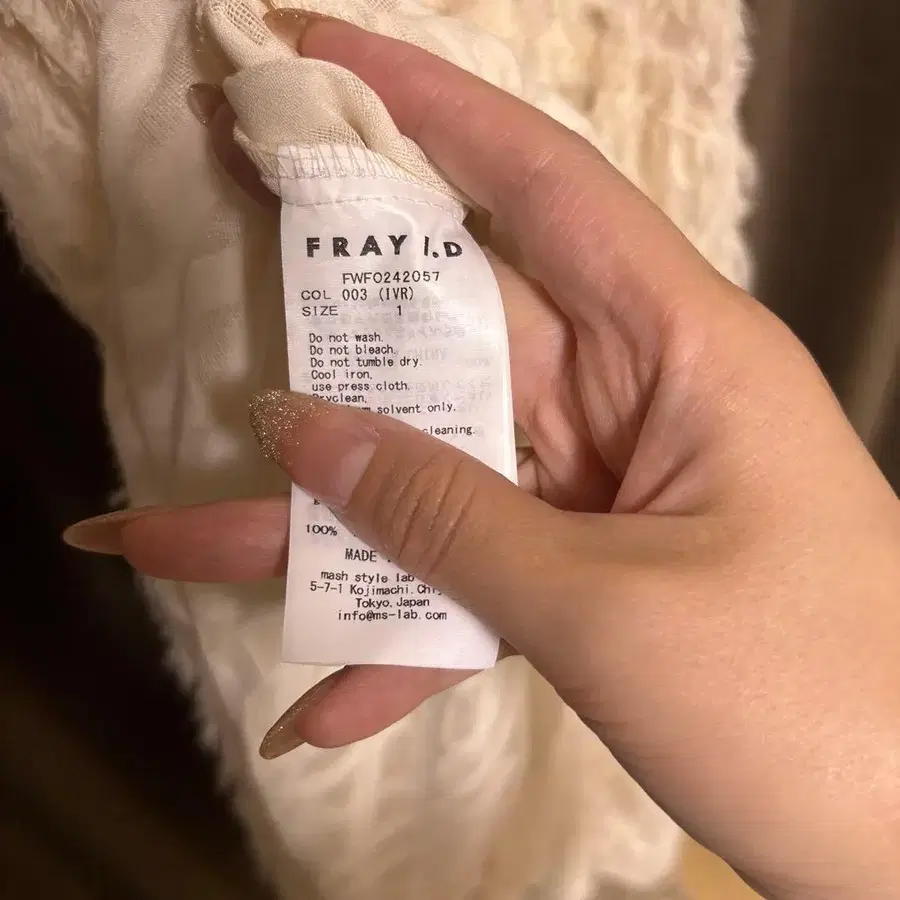 FRAY I.D
FWFO242057
COL 003 (IVR)
SIZE 1
Do not wash.
Do not bleach.
Do not tumble dry.
Cool iron,
use press cloth.
Dryclean,
solvent only.
cleaning.
100%
MADE
mash style lab
5-7-1 Kojimachi.
Tokyo. Japan
info@ms-lab.com